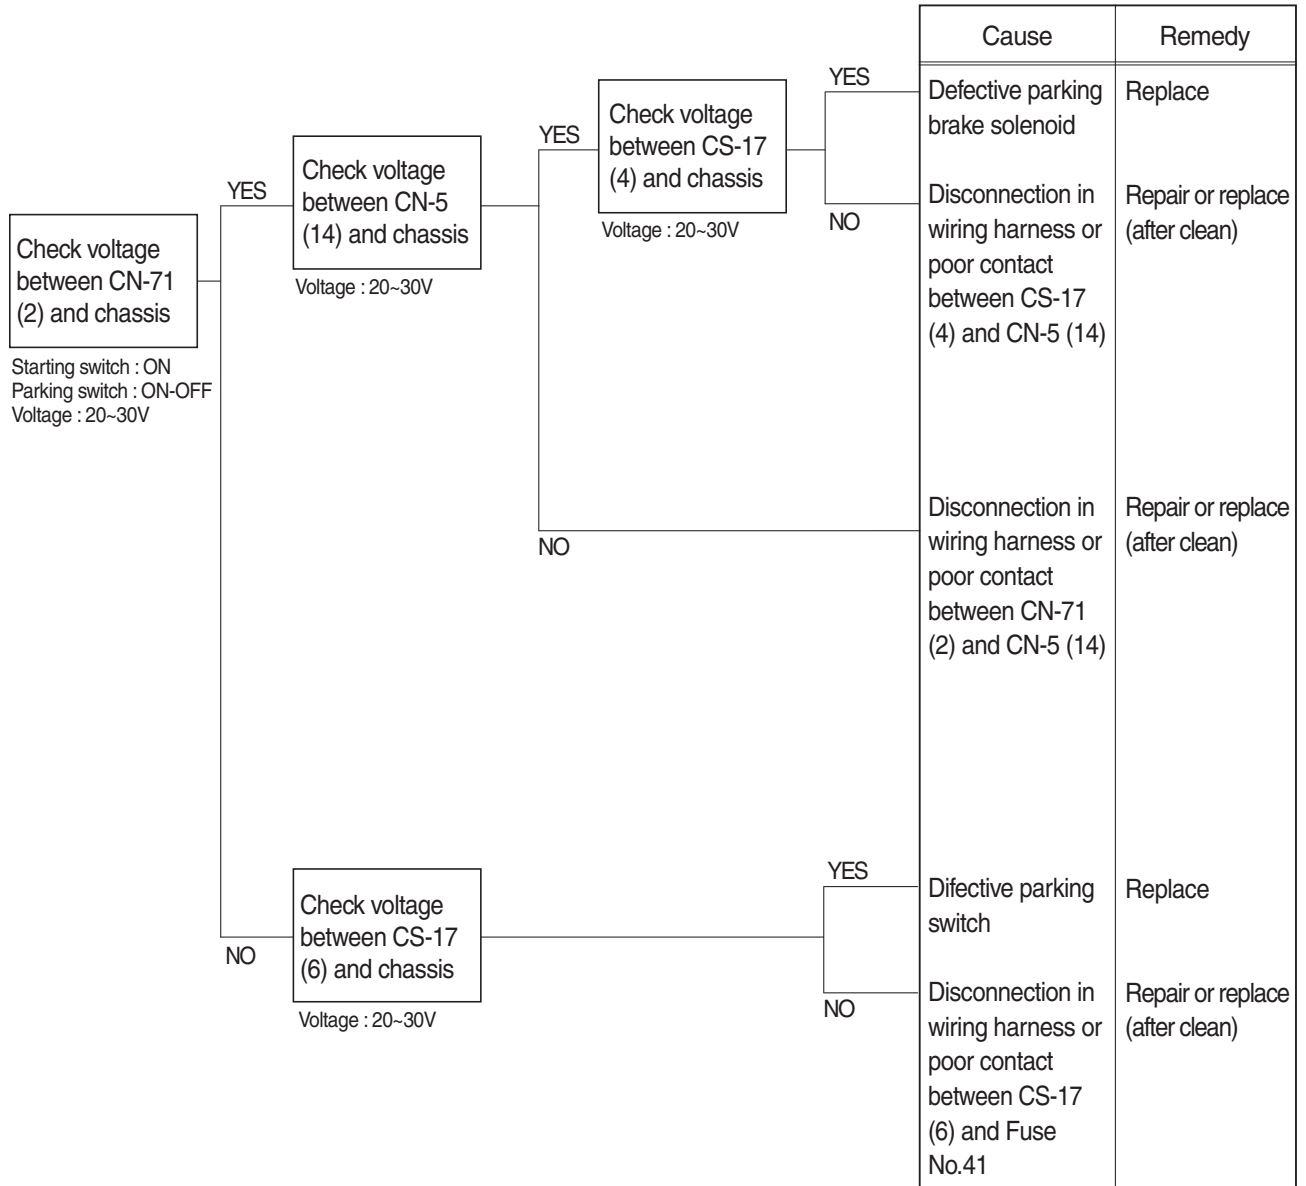 Check voltage
between CN-71
(2) and chassis
Starting switch : ON
Parking switch : ON-OFF
Voltage : 20~30V
YES
Check voltage
between CN-5
(14) and chassis
Voltage : 20~30V
YES
Check voltage
between CS-17
(4) and chassis
Voltage : 20~30V
YES
NO
NO
NO
Check voltage
between CS-17
(6) and chassis
Voltage : 20~30V
YES
NO
Cause
Remedy
Defective parking
brake solenoid
Replace
Disconnection in
wiring harness or
poor contact
between CS-17
(4) and CN-5 (14)
Repair or replace
(after clean)
Disconnection in
wiring harness or
poor contact
between CN-71
(2) and CN-5 (14)
Repair or replace
(after clean)
Difective parking
switch
Replace
Disconnection in
wiring harness or
poor contact
between CS-17
(6) and Fuse
No.41
Repair or replace
(after clean)